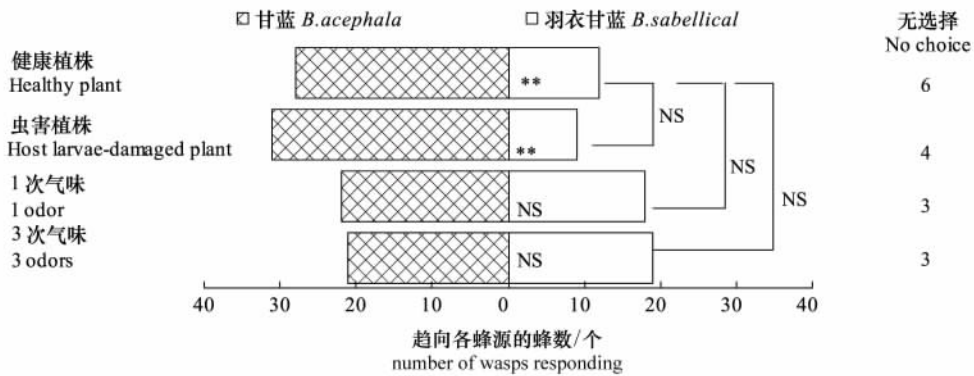 甘蓝 B.acephala
羽衣甘蓝 B.sabellical
无选择
No choice
健康植株
Healthy plant
**
6
NS
虫害植株
Host larvae-damaged plant
**
4
NS
1 次气味
1 odor
NS
3
NS
3 次气味
3 odors
NS
3
40 30 20 10 0 10 20 30 40
趋向各蜂源的蜂数/个
number of wasps responding